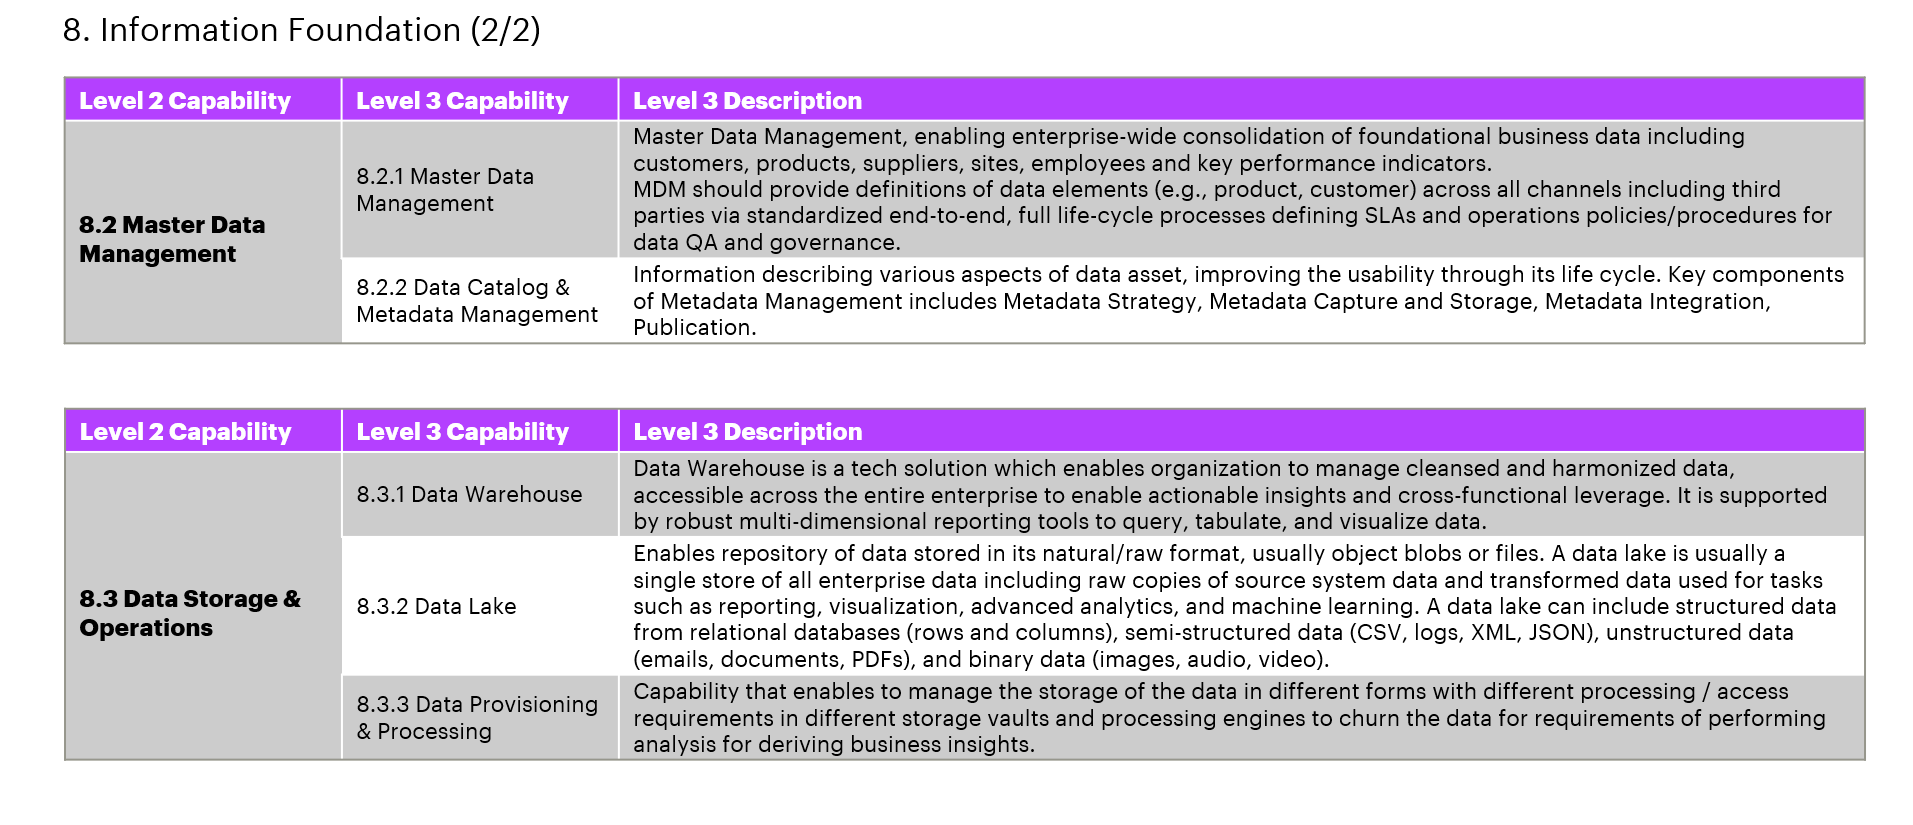 8. Information Foundation (2/2)
Level 2 Capability
Level 3 Capability
Level 3 Description
8.2 Master Data
Management
8.2.1 Master Data
Management
Master Data Management, enabling enterprise-wide consolidation of foundational business data including
customers, products, suppliers, sites, employees and key performance indicators.
MDM should provide definitions of data elements (e.g., product, customer) across all channels including third
parties via standardized end-to-end, full life-cycle processes defining SLAs and operations policies/procedures for
data QA and governance.
8.2.2 Data Catalog &
Metadata Management
Information describing various aspects of data asset, improving the usability through its life cycle. Key components
of Metadata Management includes Metadata Strategy, Metadata Capture and Storage, Metadata Integration,
Publication.
Level 2 Capability
Level 3 Capability
Level 3 Description
8.3 Data Storage &
Operations
8.3.1 Data Warehouse
Data Warehouse is a tech solution which enables organization to manage cleansed and harmonized data,
accessible across the entire enterprise to enable actionable insights and cross-functional leverage. It is supported
by robust multi-dimensional reporting tools to query, tabulate, and visualize data.
8.3.2 Data Lake
Enables repository of data stored in its natural/raw format, usually object blobs or files. A data lake is usually a
single store of all enterprise data including raw copies of source system data and transformed data used for tasks
such as reporting, visualization, advanced analytics, and machine learning. A data lake can include structured data
from relational databases (rows and columns), semi-structured data (CSV, logs, XML, JSON), unstructured data
(emails, documents, PDFs), and binary data (images, audio, video).
8.3.3 Data Provisioning
& Processing
Capability that enables to manage the storage of the data in different forms with different processing / access
requirements in different storage vaults and processing engines to churn the data for requirements of performing
analysis for deriving business insights.